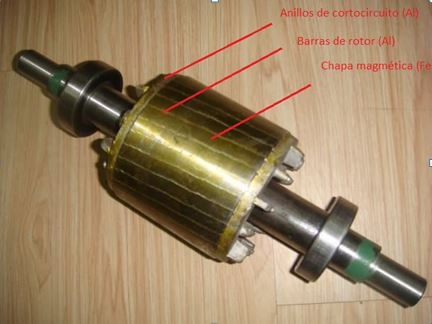 Anillos de cortocircuito (Al)
Barras de rotor (Al)
Chapa magmética (Fe